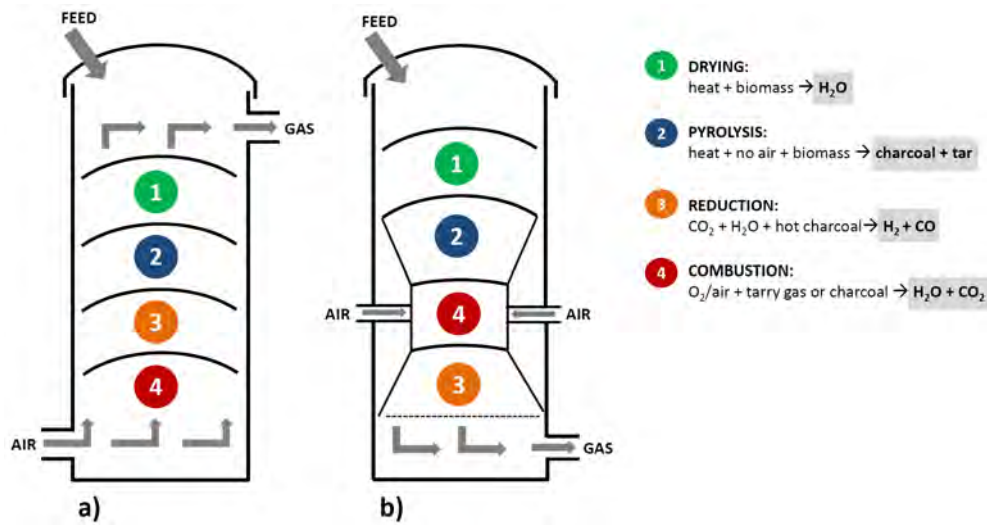 FEED
GAS
1
2
3
4
AIR
a)
FEED
1
2
AIR
4
AIR
3
GAS
b)
1 DRYING:
heat + biomass → H₂O
2 PYROLYSIS:
heat + no air + biomass → charcoal + tar
3 REDUCTION:
CO₂ + H₂O + hot charcoal → H₂ + CO
4 COMBUSTION:
O₂/air + tarry gas or charcoal → H₂O + CO₂